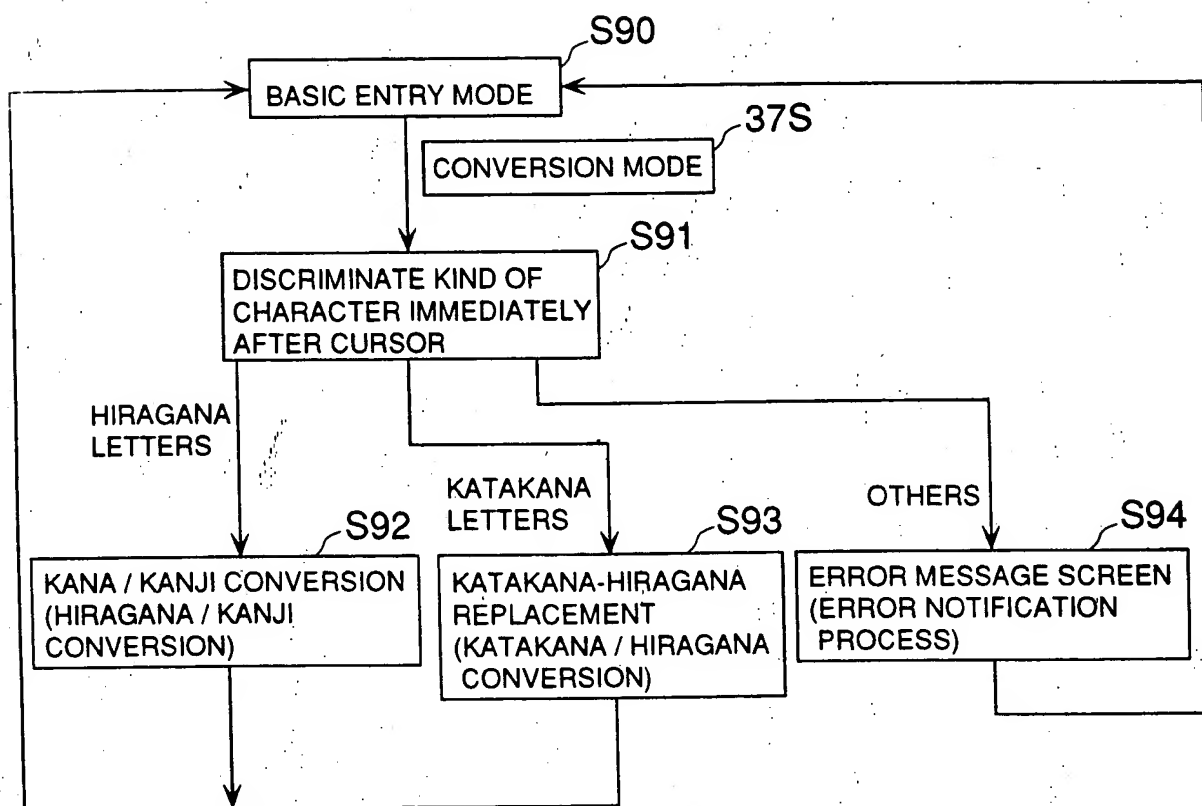 S90
BASIC ENTRY MODE
37S
CONVERSION MODE
S91
DISCRIMINATE KIND OF
CHARACTER IMMEDIATELY
AFTER CURSOR
HIRAGANA
LETTERS
KATAKANA
LETTERS
OTHERS
S92
KANA / KANJI CONVERSION
(HIRAGANA / KANJI
CONVERSION)
S93
KATAKANA-HIRAGANA
REPLACEMENT
(KATAKANA / HIRAGANA
CONVERSION)
S94
ERROR MESSAGE SCREEN
(ERROR NOTIFICATION
PROCESS)